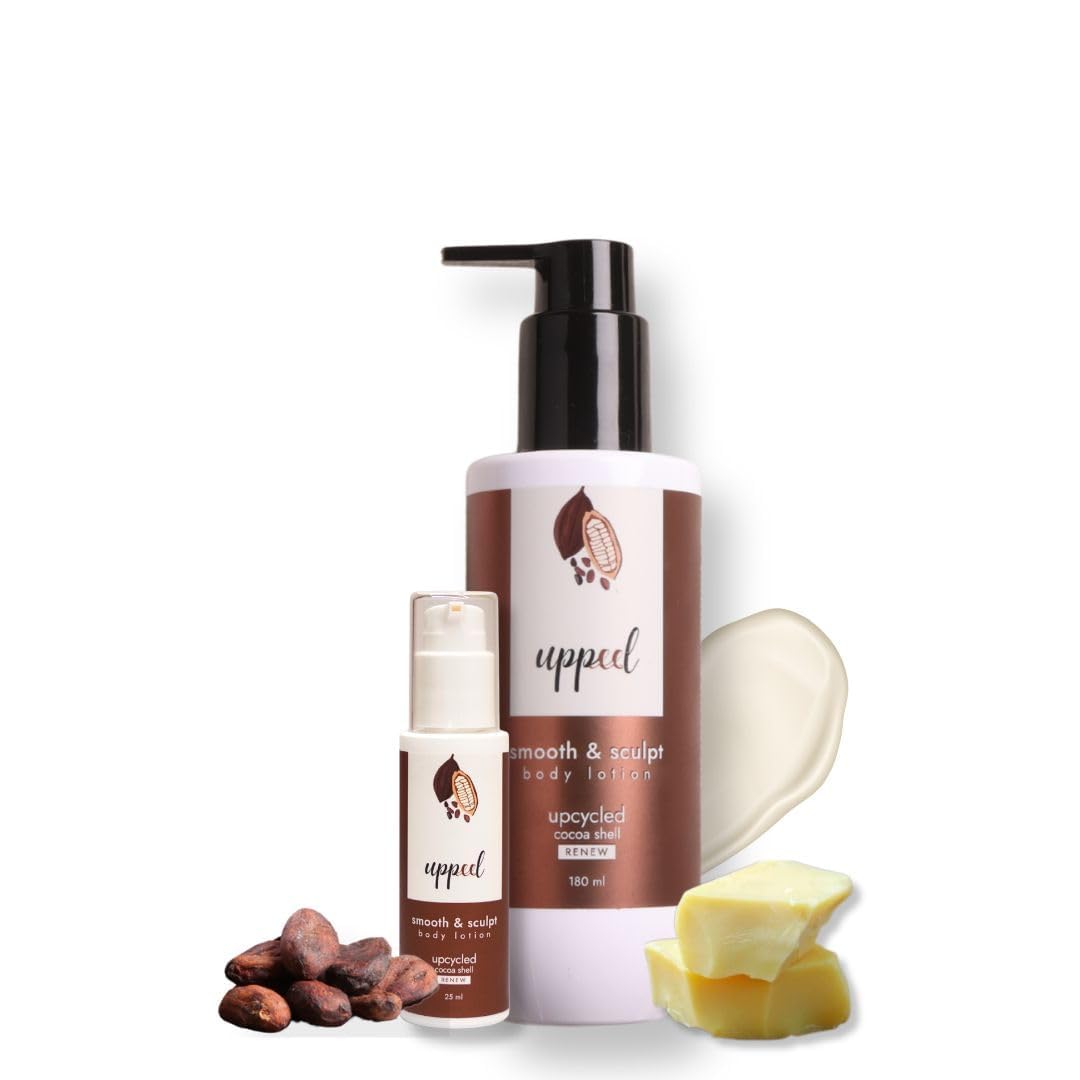 uppeel
smooth & sculpt
body lotion
upcycled
cocoa shell
RENEW
180 ml
uppeel
smooth & sculpt
body lotion
upcycled
cocoa shell
RENEW
25 ml